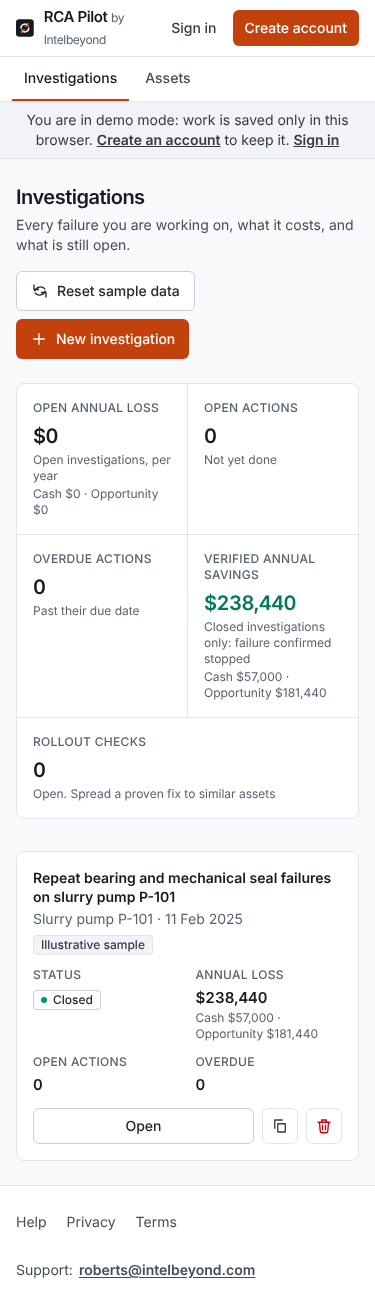 RCA Pilot by
Intelbeyond
Sign in
Create account
Investigations
Assets
You are in demo mode: work is saved only in this
browser. Create an account to keep it. Sign in
Investigations
Every failure you are working on, what it costs, and
what is still open.
Reset sample data
New investigation
OPEN ANNUAL LOSS
$0
Open investigations, per
year
Cash $0 · Opportunity
$0
OPEN ACTIONS
0
Not yet done
OVERDUE ACTIONS
0
Past their due date
VERIFIED ANNUAL
SAVINGS
$238,440
Closed investigations
only: failure confirmed
stopped
Cash $57,000 ·
Opportunity $181,440
ROLLOUT CHECKS
0
Open. Spread a proven fix to similar assets
Repeat bearing and mechanical seal failures
on slurry pump P-101
Slurry pump P-101 · 11 Feb 2025
Illustrative sample
STATUS
Closed
ANNUAL LOSS
$238,440
Cash $57,000 ·
Opportunity $181,440
OPEN ACTIONS
0
OVERDUE
0
Open
Help
Privacy
Terms
Support: roberts@intelbeyond.com